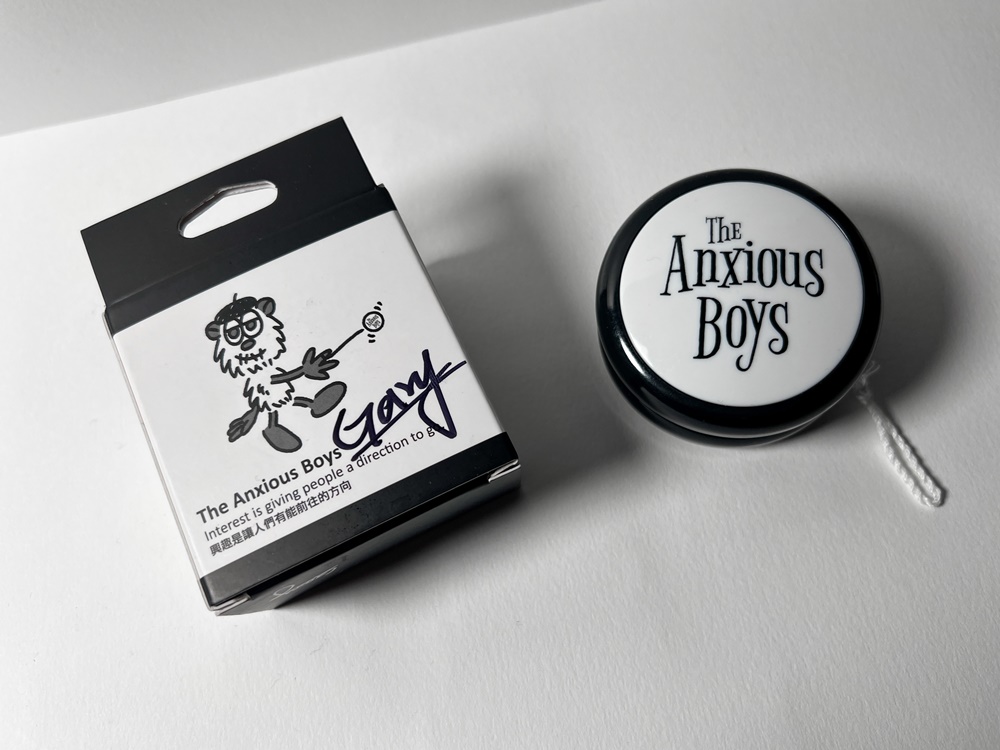 Gary
The Anxious Boys
Interest is giving people a direction to
興趣是讓人們有能前往的方向
The
Anxious
Boys